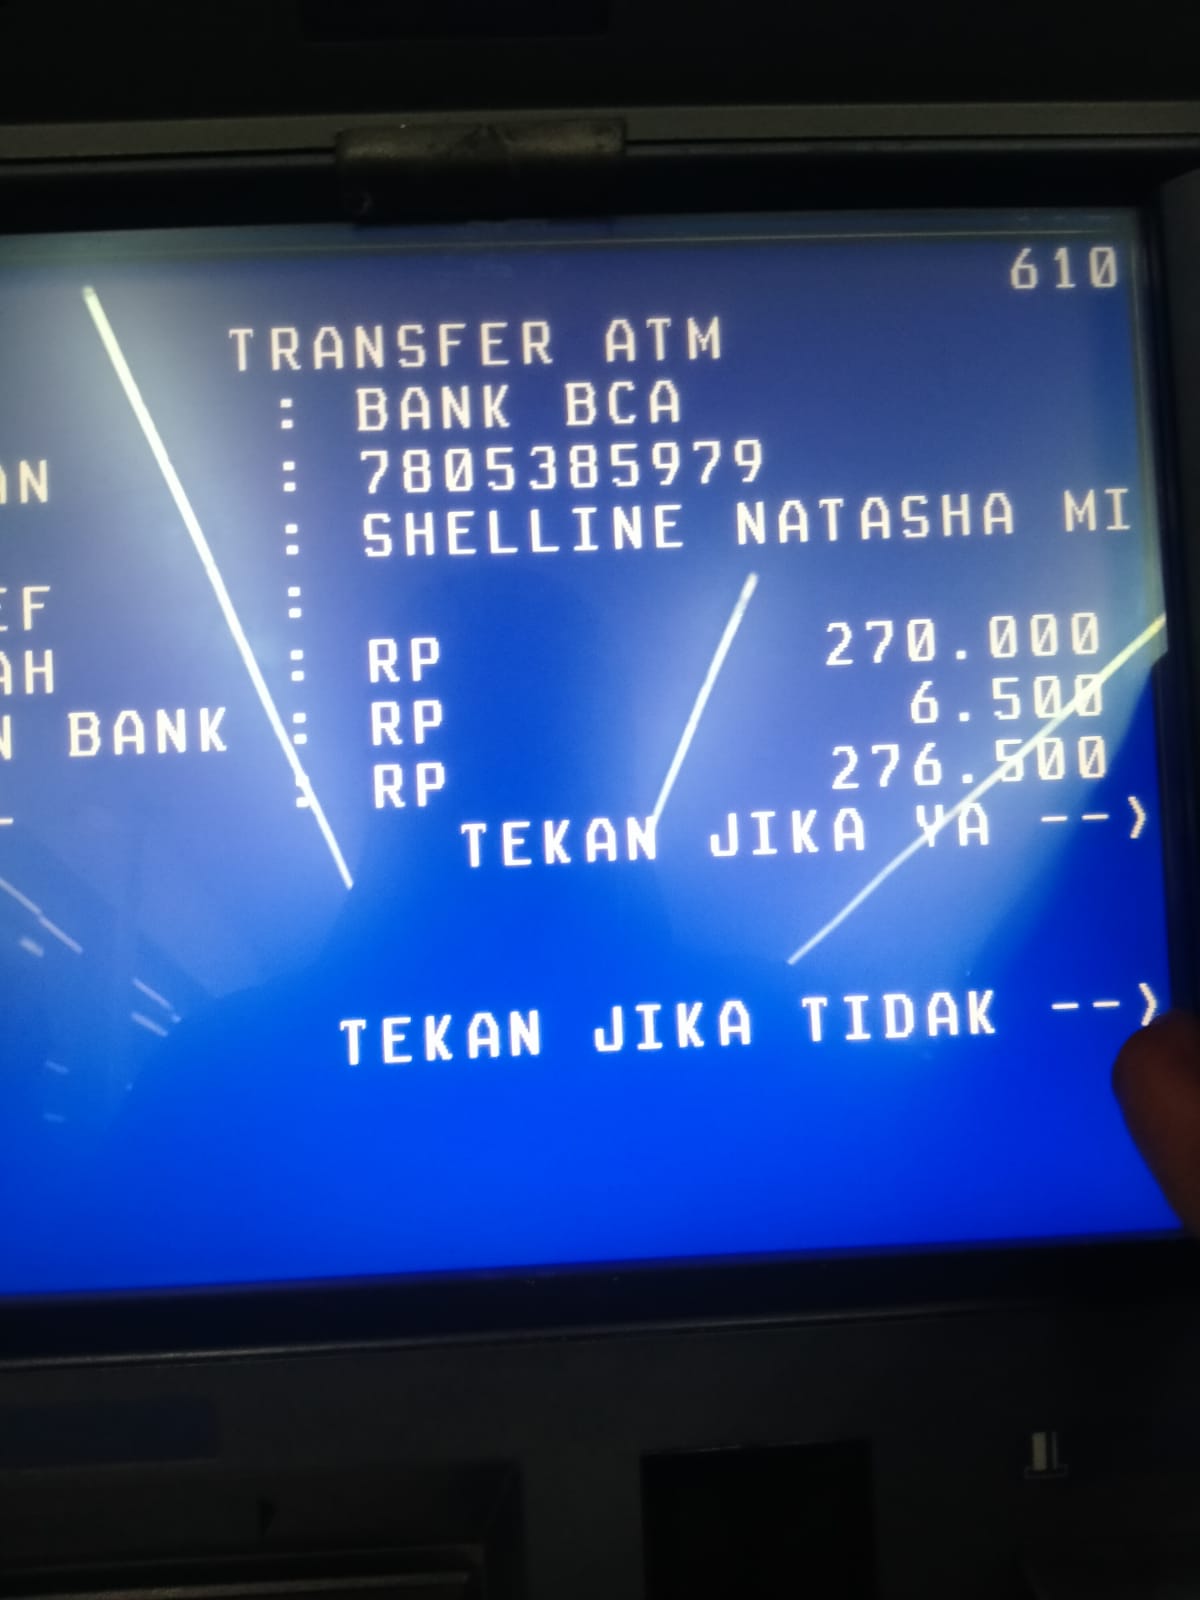 610
TRANSFER ATM
: BANK BCA
: 7805385979
: SHELLINE NATASHA MI
:
: RP 270.000
BANK : RP 6.500
: RP 276.500
TEKAN JIKA YA -->
TEKAN JIKA TIDAK -->